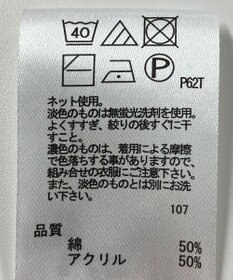 40
P
P62T
ネット使用。
淡色のものは無蛍光洗剤を使用。
よくすすぎ、絞りの後すぐに干
すこと。
濃色のものは、着用による摩擦
で色落ちする事がありますので、
組み合せの衣服にご注意下さい。
また、淡色のものとは別にお洗
い下さい。
107
品質
綿 50%
アクリル 50%